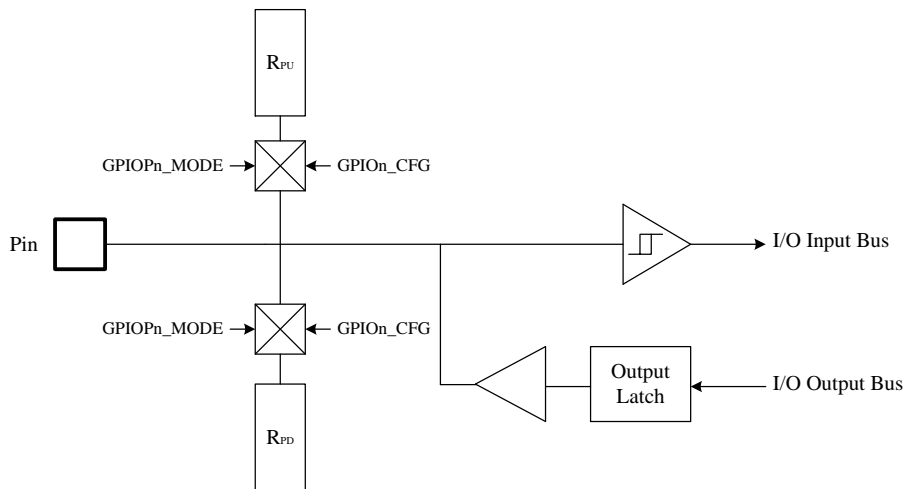 RPU
GPIOPn_MODE
GPIOn_CFG
Pin
I/O Input Bus
GPIOPn_MODE
GPIOn_CFG
Output
Latch
I/O Output Bus
RPD